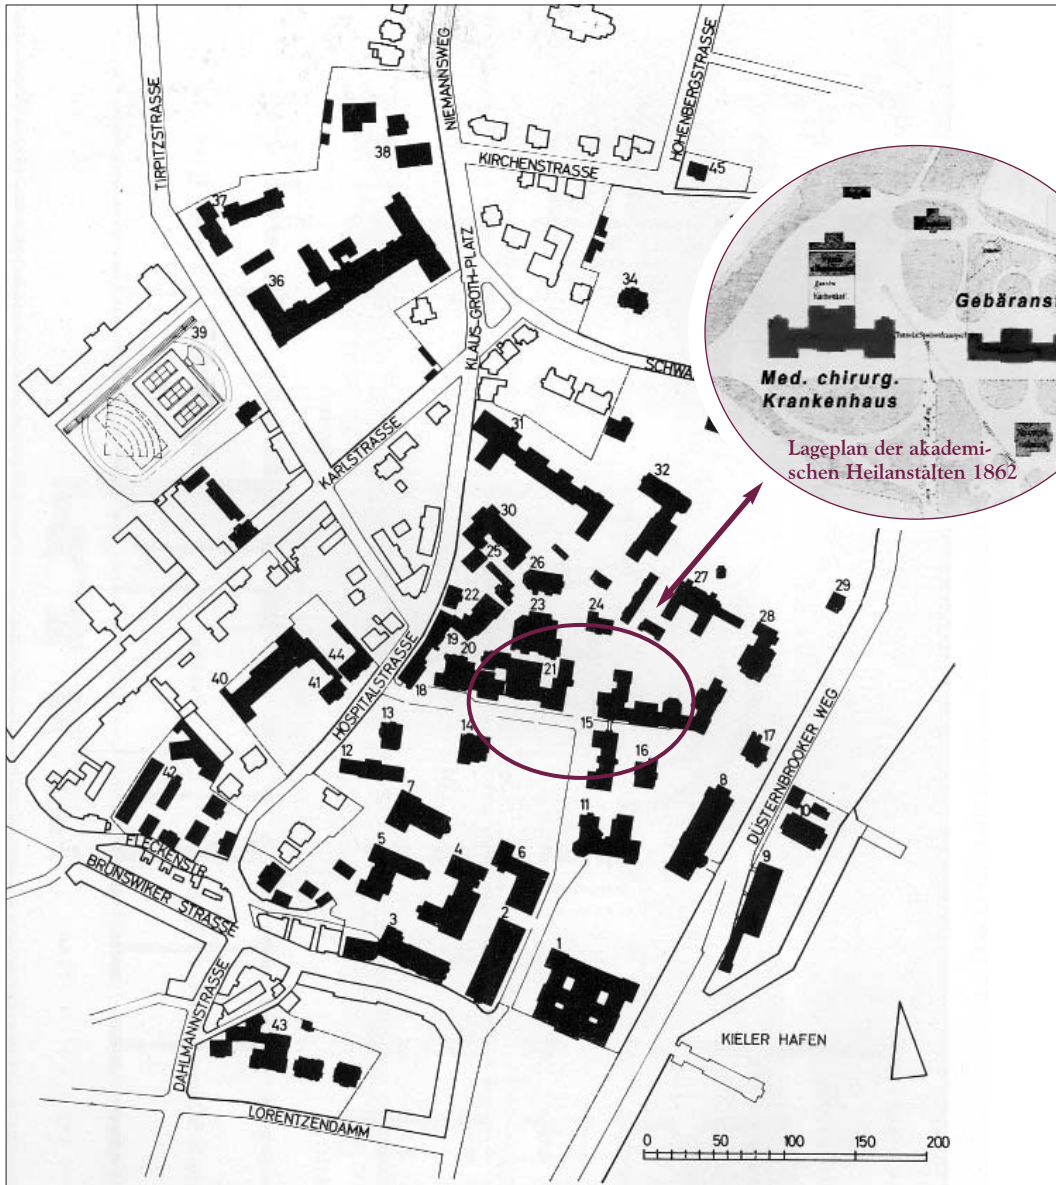 TIRPITZSTRASSE
NIEMANNSWEG
HOHENBERGSTRASSE
KIRCHENSTRASSE
KLAUS-GROTH-PLATZ
KARLSTRASSE
SCHWA
HOSPITALSTRASSE
DÜSTERNBROOKER WEG
FLECKENSTR.
BRUNSWIKER STRASSE
DAHLMANNSTRASSE
LORENTZENDAMM
KIELER HAFEN
38
45
37
36
34
39
31
32
30
25
26
27
29
22
23
24
28
19
20
21
18
44
40
41
13
14
15
16
17
12
42
7
8
11
10
5
4
6
9
3
2
1
43
Gebäranst
Med. chirurg.
Krankenhaus
Lageplan der akademi-
schen Heilanstalten 1862
0 50 100 150 200